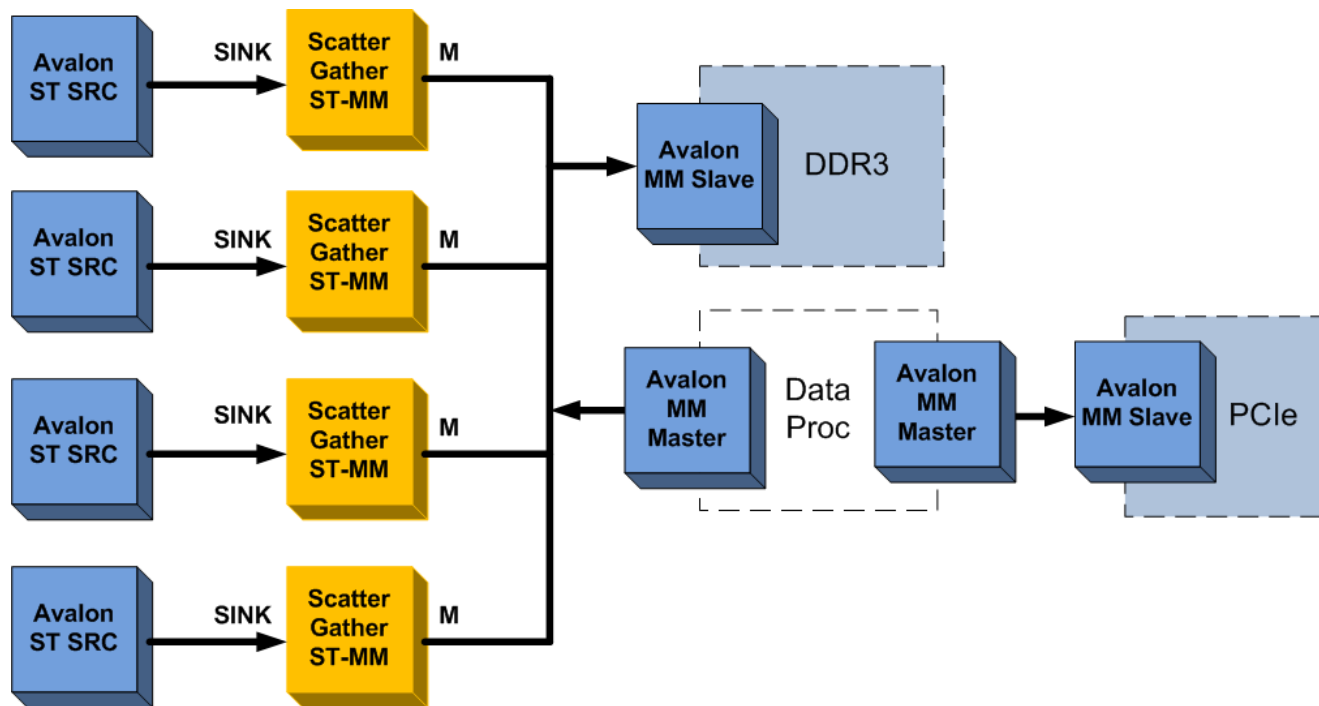 Avalon
ST SRC
SINK
Scatter
Gather
ST-MM
M
Avalon
MM Slave
DDR3
Avalon
ST SRC
SINK
Scatter
Gather
ST-MM
M
Avalon
ST SRC
SINK
Scatter
Gather
ST-MM
M
Avalon
MM
Master
Data
Proc
Avalon
MM
Master
Avalon
MM Slave
PCIe
Avalon
ST SRC
SINK
Scatter
Gather
ST-MM
M